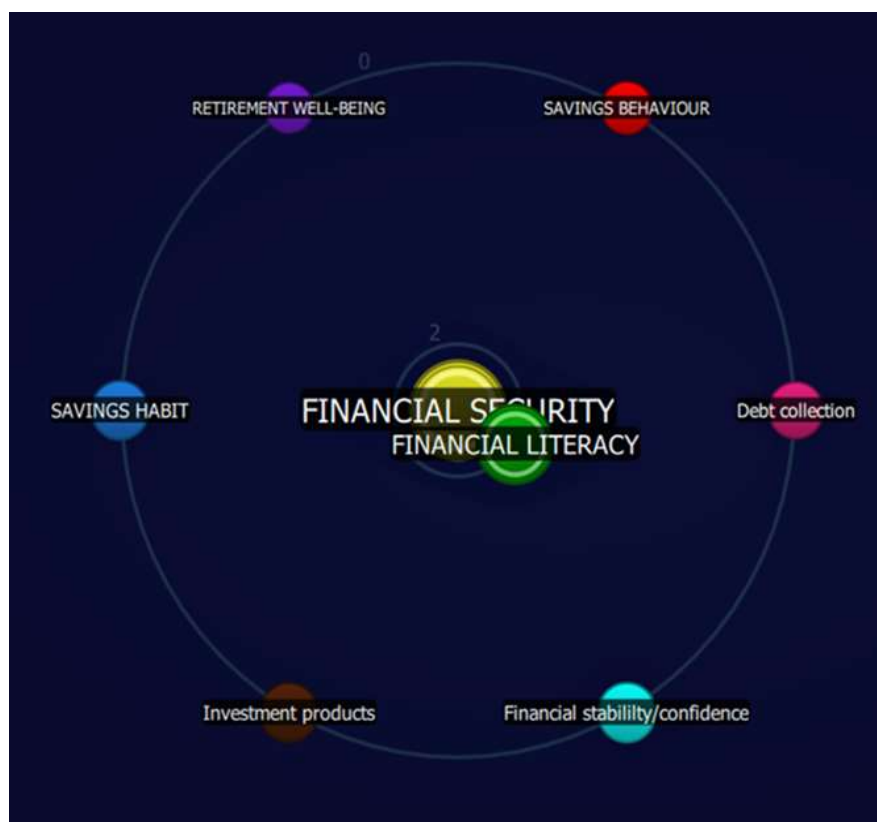 0
RETIREMENT WELL-BEING
SAVINGS BEHAVIOUR
2
FINANCIAL SECURITY
SAVINGS HABIT
Debt collection
FINANCIAL LITERACY
Investment products
Financial stabililty/confidence